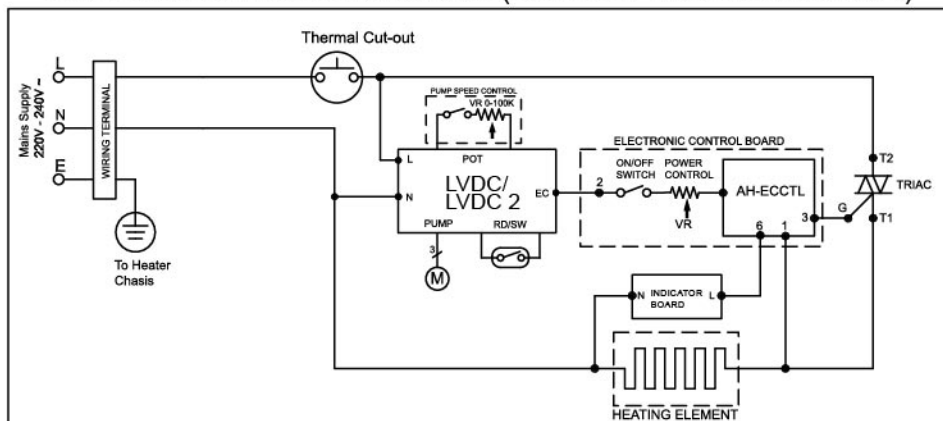 Thermal Cut-out
L
N
E
Mains Supply
220V - 240V ~
WIRING TERMINAL
To Heater
Chasis
PUMP SPEED CONTROL
VR 0-100K
L
POT
N
LVDC/
LVDC 2
EC
PUMP
RD/SW
3
M
ELECTRONIC CONTROL BOARD
2
ON/OFF
SWITCH
POWER
CONTROL
VR
AH-ECCTL
3
6
1
G
T2
TRIAC
T1
N
INDICATOR
BOARD
L
HEATING ELEMENT